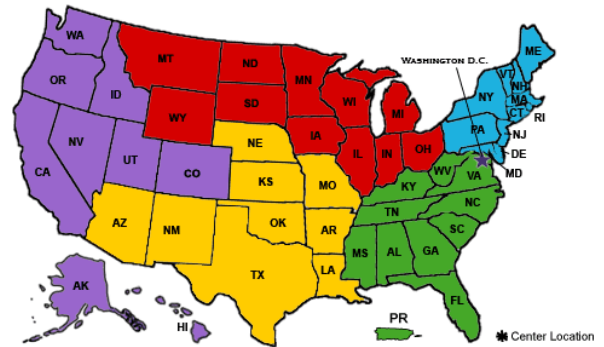 WA
ME
MT
ND
WASHINGTON D.C.
VT
NH
OR
MN
ID
WI
NY
MA
SD
MI
CT
RI
WY
PA
IA
NJ
NE
NV
OH
IL
IN
DE
UT
MD
CO
WV
VA
CA
KS
MO
KY
NC
TN
AZ
NM
OK
AR
SC
MS
AL
GA
TX
LA
AK
FL
HI
PR
Center Location